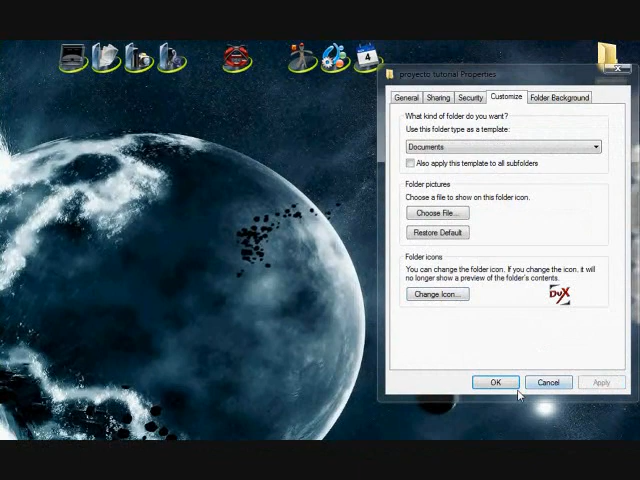 4
proyecto tutorial Properties
General Sharing Security Customize Folder Background
What kind of folder do you want?
Use this folder type as a template:
Documents
Also apply this template to all subfolders
Folder pictures
Choose a file to show on this folder icon.
Choose File...
Restore Default
Folder icons
You can change the folder icon. If you change the icon, it will
no longer show a preview of the folder's contents.
Change Icon...
DvX
OK Cancel Apply